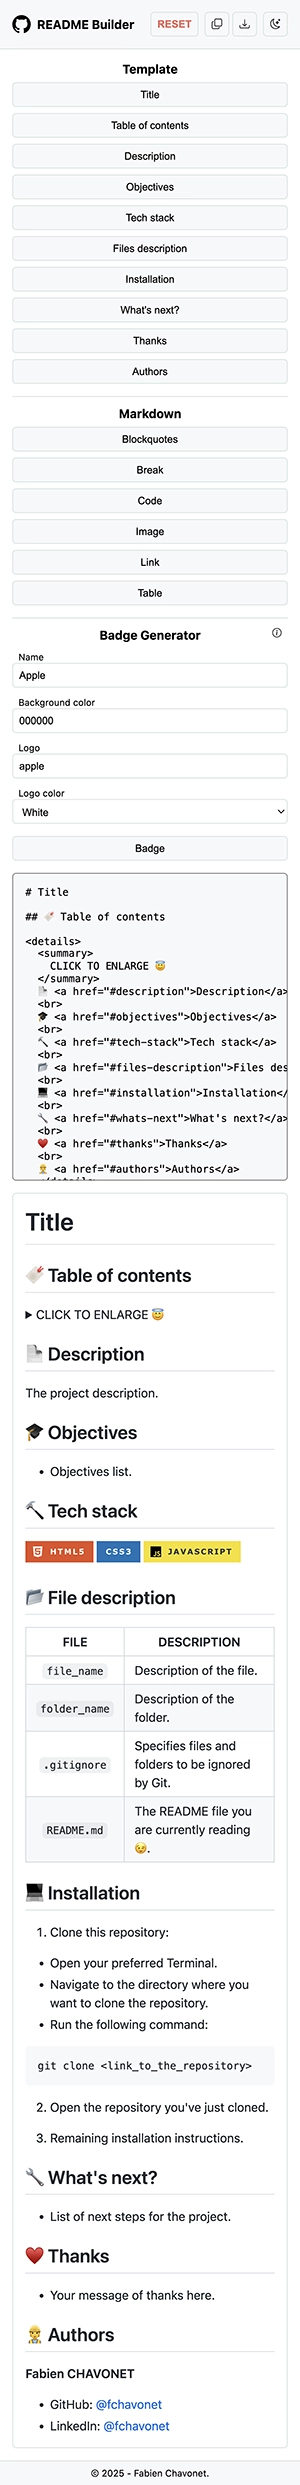 README Builder
RESET
Template
Title
Table of contents
Description
Objectives
Tech stack
Files description
Installation
What's next?
Thanks
Authors
Markdown
Blockquotes
Break
Code
Image
Link
Table
Badge Generator
Name
Apple
Background color
000000
Logo
apple
Logo color
White
Badge
# Title
## 📌 Table of contents
<details>
<summary>
CLICK TO ENLARGE 😇
</summary>
📄 <a href="#description">Description</a>
<br>
🎓 <a href="#objectives">Objectives</a>
<br>
🔨 <a href="#tech-stack">Tech stack</a>
<br>
📂 <a href="#files-description">Files des
<br>
💻 <a href="#installation">Installation</
<br>
🔧 <a href="#whats-next">What's next?</a>
<br>
♥️ <a href="#thanks">Thanks</a>
<br>
👷 <a href="#authors">Authors</a>
</details>
Title
📌 Table of contents
▶ CLICK TO ENLARGE 😇
📄 Description
The project description.
🎓 Objectives
• Objectives list.
🔨 Tech stack
HTML5 CSS3 JS JAVASCRIPT
📂 File description
FILE DESCRIPTION
file_name Description of the file.
folder_name Description of the
folder.
.gitignore Specifies files and
folders to be ignored
by Git.
README.md The README file you
are currently reading
😉.
💻 Installation
1. Clone this repository:
• Open your preferred Terminal.
• Navigate to the directory where you
want to clone the repository.
• Run the following command:
git clone <link_to_the_repository>
2. Open the repository you've just cloned.
3. Remaining installation instructions.
🔧 What's next?
• List of next steps for the project.
♥️ Thanks
• Your message of thanks here.
👷 Authors
Fabien CHAVONET
• GitHub: @fchavonet
• LinkedIn: @fchavonet
© 2025 - Fabien Chavonet.